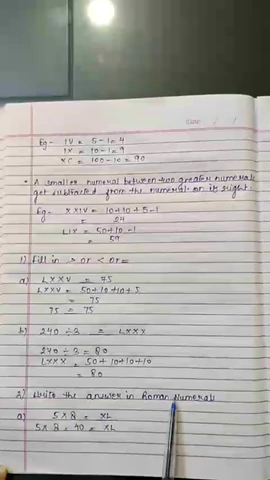 Date / /
Eg- IV = 5-1=4
IX = 10-1=9
XC = 100-10=90
- A smaller numeral between two greater numerals
get subtracted from the numeral on its right.
Eg- XXIV = 10+10+5-1
= 24
LIX = 50+10-1
= 59
1) Fill in > or < or =
a) LXXV = 75
LXXV = 50+10+10+5
= 75
75 = 75
b) 240 ÷ 3 = LXXX
240 ÷ 3 = 80
LXXX = 50+10+10+10
= 80
2) Write the answer in Roman Numerals
a) 5 × 8 = XL
5 × 8 = 40 = XL